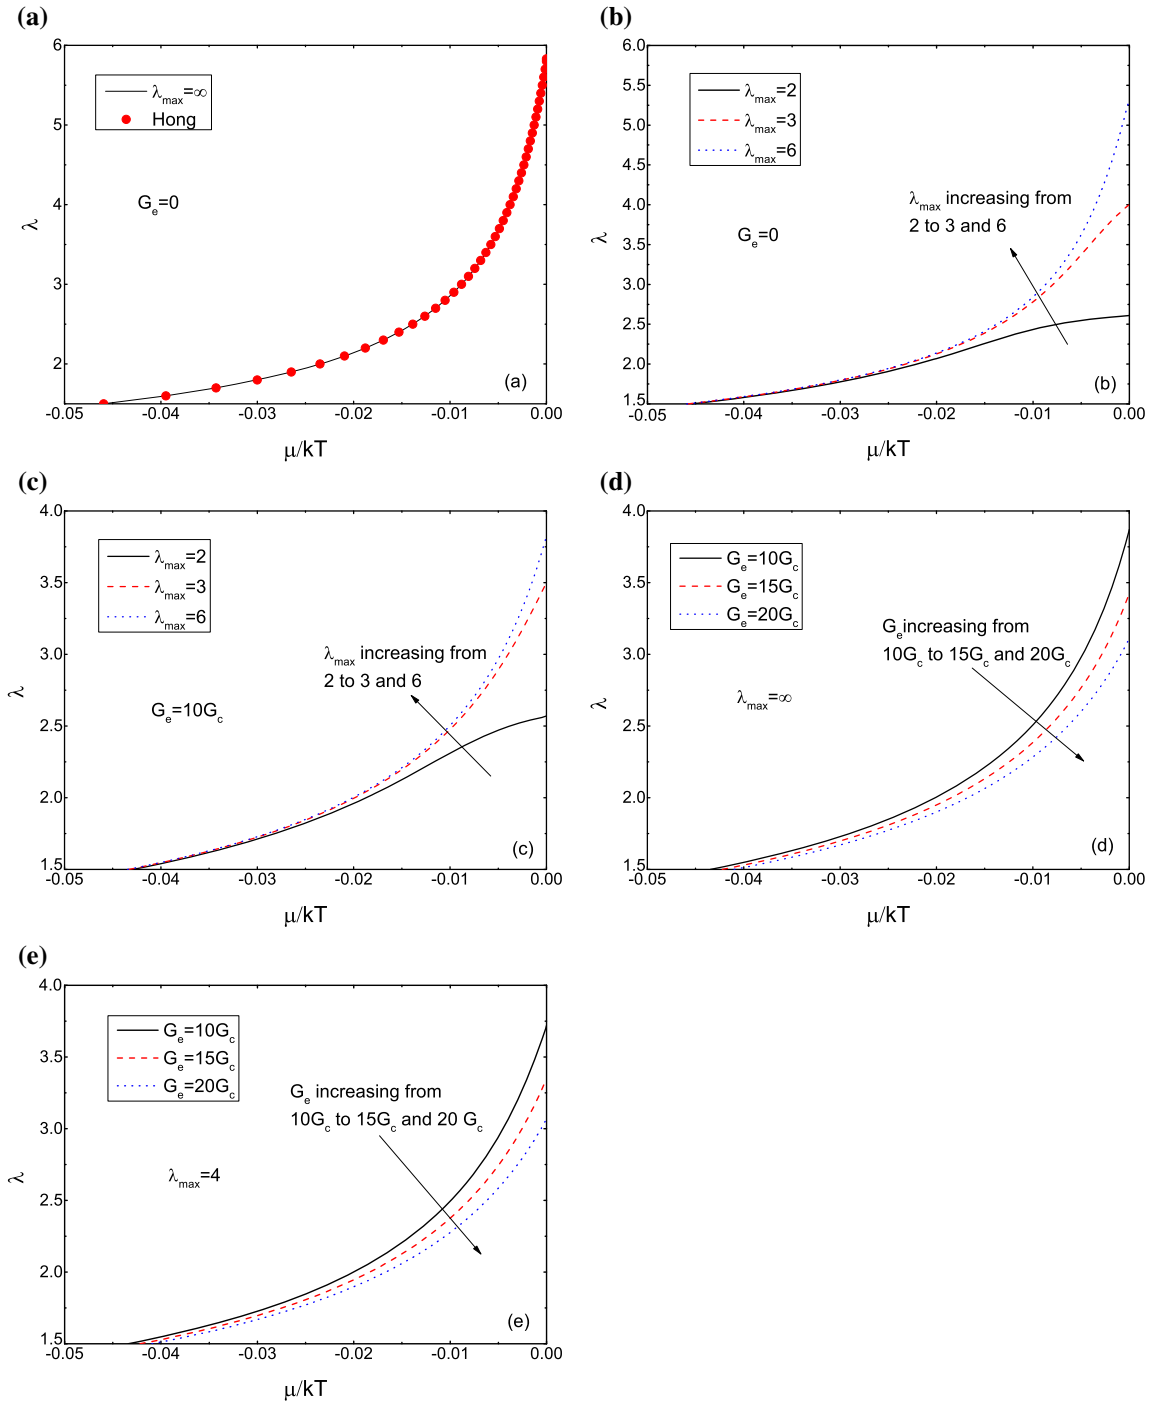 (a)
6
5
4
3
2
λ
λmax=∞
Hong
Ge=0
(a)
-0.05 -0.04 -0.03 -0.02 -0.01 0.00
μ/kT
(b)
6.0
5.5
5.0
4.5
4.0
3.5
3.0
2.5
2.0
1.5
λ
λmax=2
λmax=3
λmax=6
λmax increasing from
2 to 3 and 6
Ge=0
(b)
-0.05 -0.04 -0.03 -0.02 -0.01 0.00
μ/kT
(c)
4.0
3.5
3.0
2.5
2.0
1.5
λ
λmax=2
λmax=3
λmax=6
λmax increasing from
2 to 3 and 6
Ge=10Gc
(c)
-0.05 -0.04 -0.03 -0.02 -0.01 0.00
μ/kT
(d)
4.0
3.5
3.0
2.5
2.0
1.5
λ
Ge=10Gc
Ge=15Gc
Ge=20Gc
Ge increasing from
10Gc to 15Gc and 20Gc
λmax=∞
(d)
-0.05 -0.04 -0.03 -0.02 -0.01 0.00
μ/kT
(e)
4.0
3.5
3.0
2.5
2.0
1.5
λ
Ge=10Gc
Ge=15Gc
Ge=20Gc
Ge increasing from
10Gc to 15Gc and 20 Gc
λmax=4
(e)
-0.05 -0.04 -0.03 -0.02 -0.01 0.00
μ/kT